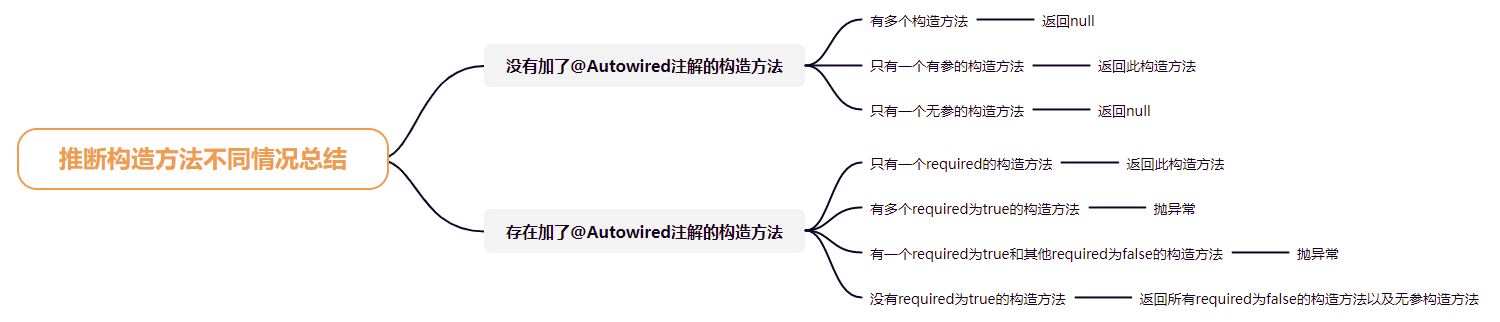 推断构造方法不同情况总结
没有加了@Autowired注解的构造方法
有多个构造方法
返回null
只有一个有参的构造方法
返回此构造方法
只有一个无参的构造方法
返回null
存在加了@Autowired注解的构造方法
只有一个required的构造方法
返回此构造方法
有多个required为true的构造方法
抛异常
有一个required为true和其他required为false的构造方法
抛异常
没有required为true的构造方法
返回所有required为false的构造方法以及无参构造方法